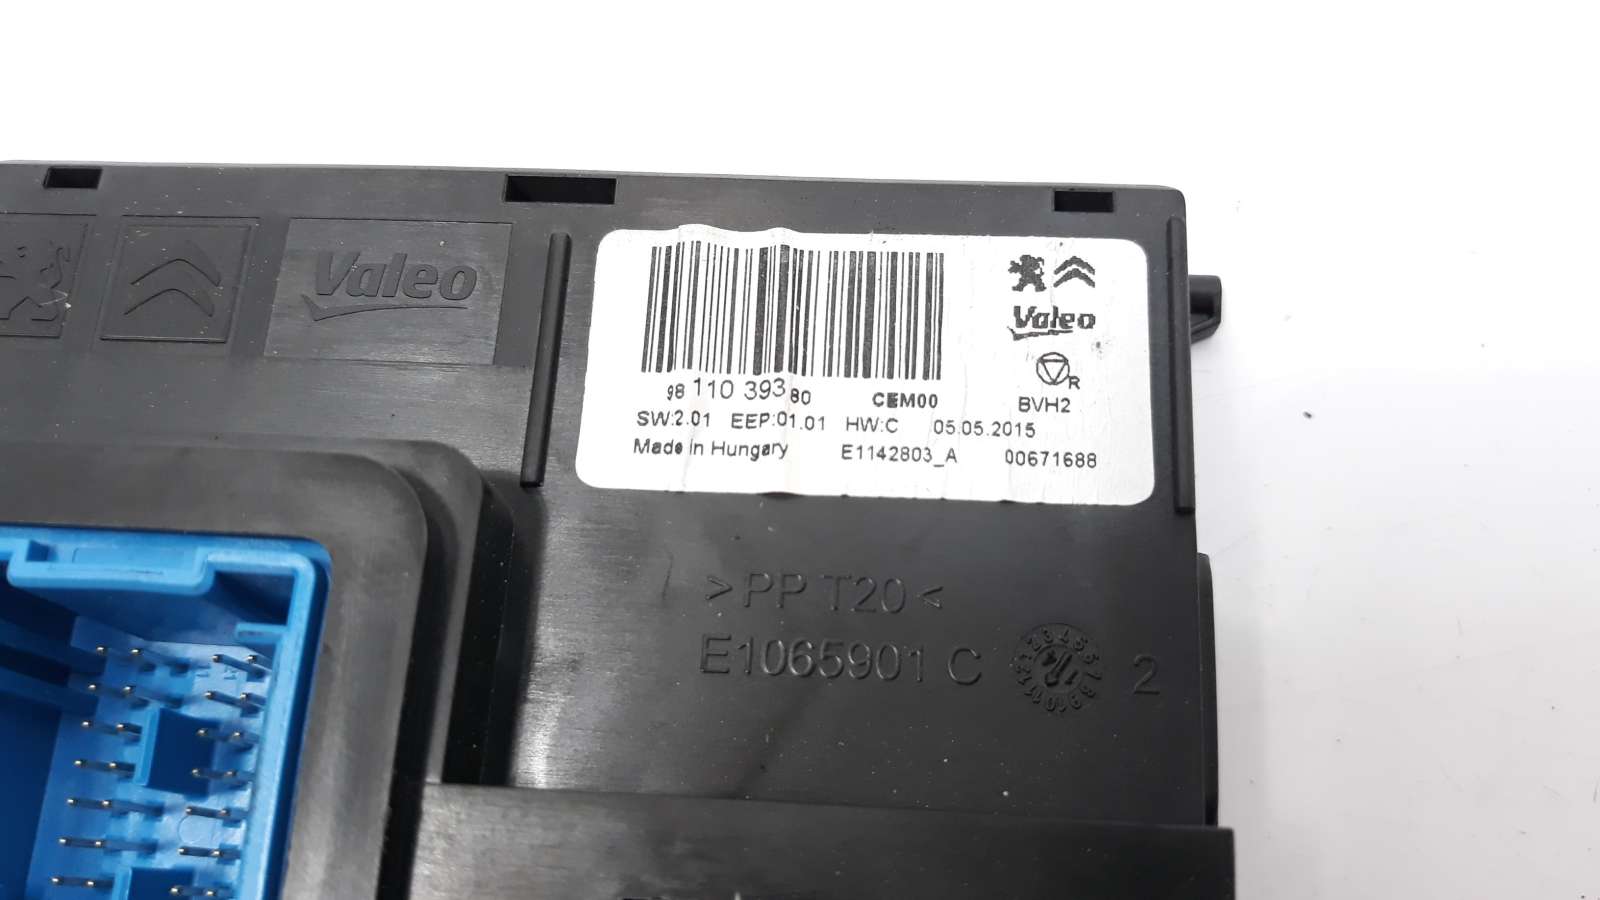 Valeo
Valeo
R
98 110 393 80 CEM00 BVH2
SW:2.01 EEP:01.01 HW:C 05.05.2015
Made in Hungary E1142803_A 00671688
>PP T20<
E1065901 C 2